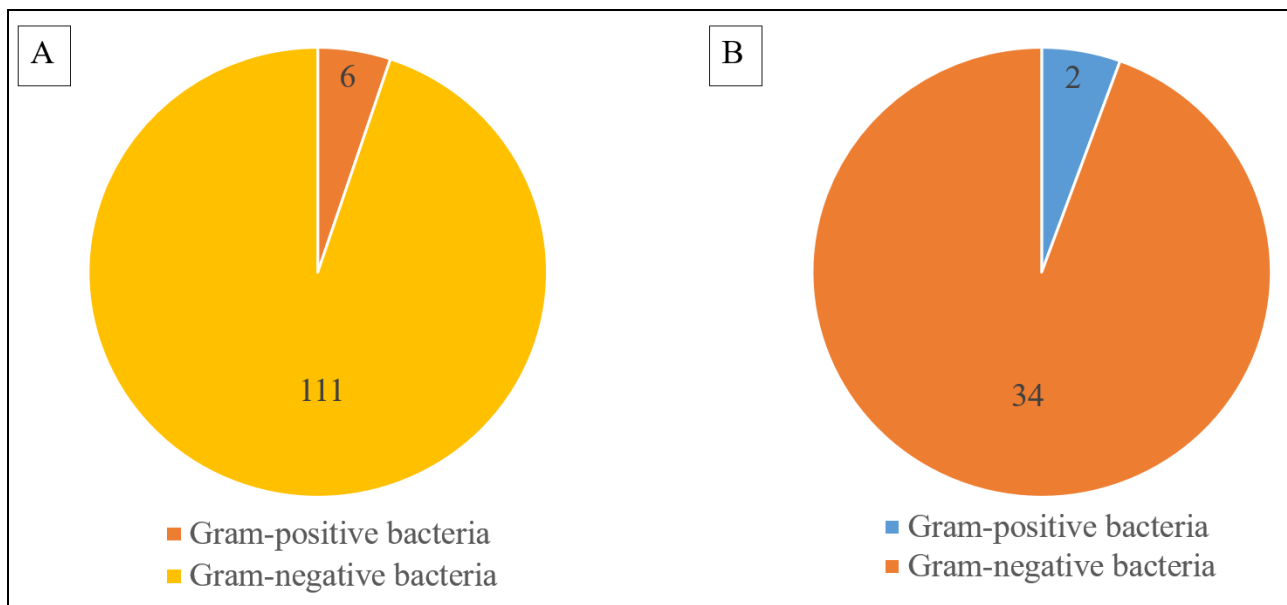 A
6
111
Gram-positive bacteria
Gram-negative bacteria
B
2
34
Gram-positive bacteria
Gram-negative bacteria